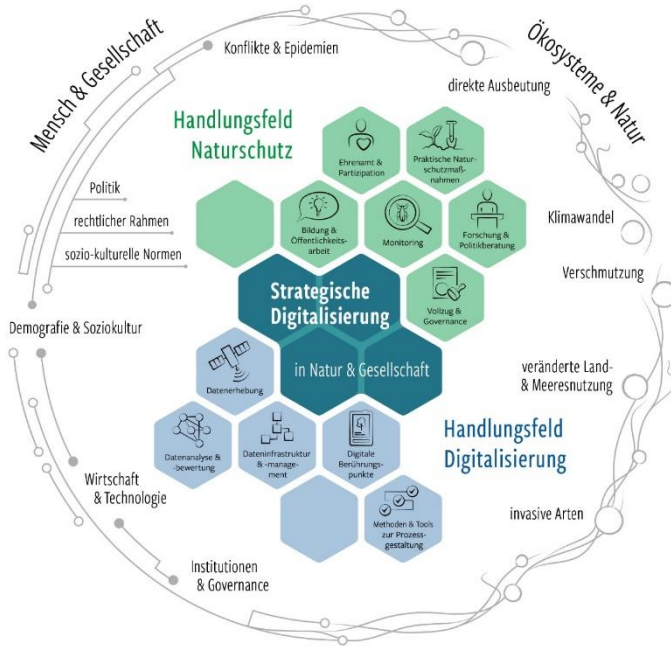 Mensch & Gesellschaft
Konflikte & Epidemien
Ökosysteme & Natur
direkte Ausbeutung
Handlungsfeld
Naturschutz
Ehrenamt &
Partizipation
Praktische Natur-
schutzmaß-
nahmen
Politik
rechtlicher Rahmen
sozio-kulturelle Normen
Bildung &
Öffentlichkeits-
arbeit
Monitoring
Forschung &
Politikberatung
Klimawandel
Verschmutzung
Strategische
Digitalisierung
Vollzug &
Governance
Demografie & Soziokultur
in Natur & Gesellschaft
Datenerhebung
veränderte Land-
& Meeresnutzung
Datenanalyse &
-bewertung
Dateninfrastruktur
& -manage-
ment
Digitale
Berührungs-
punkte
Handlungsfeld
Digitalisierung
Wirtschaft
& Technologie
Methoden & Tools
zur Prozess-
gestaltung
invasive Arten
Institutionen
& Governance